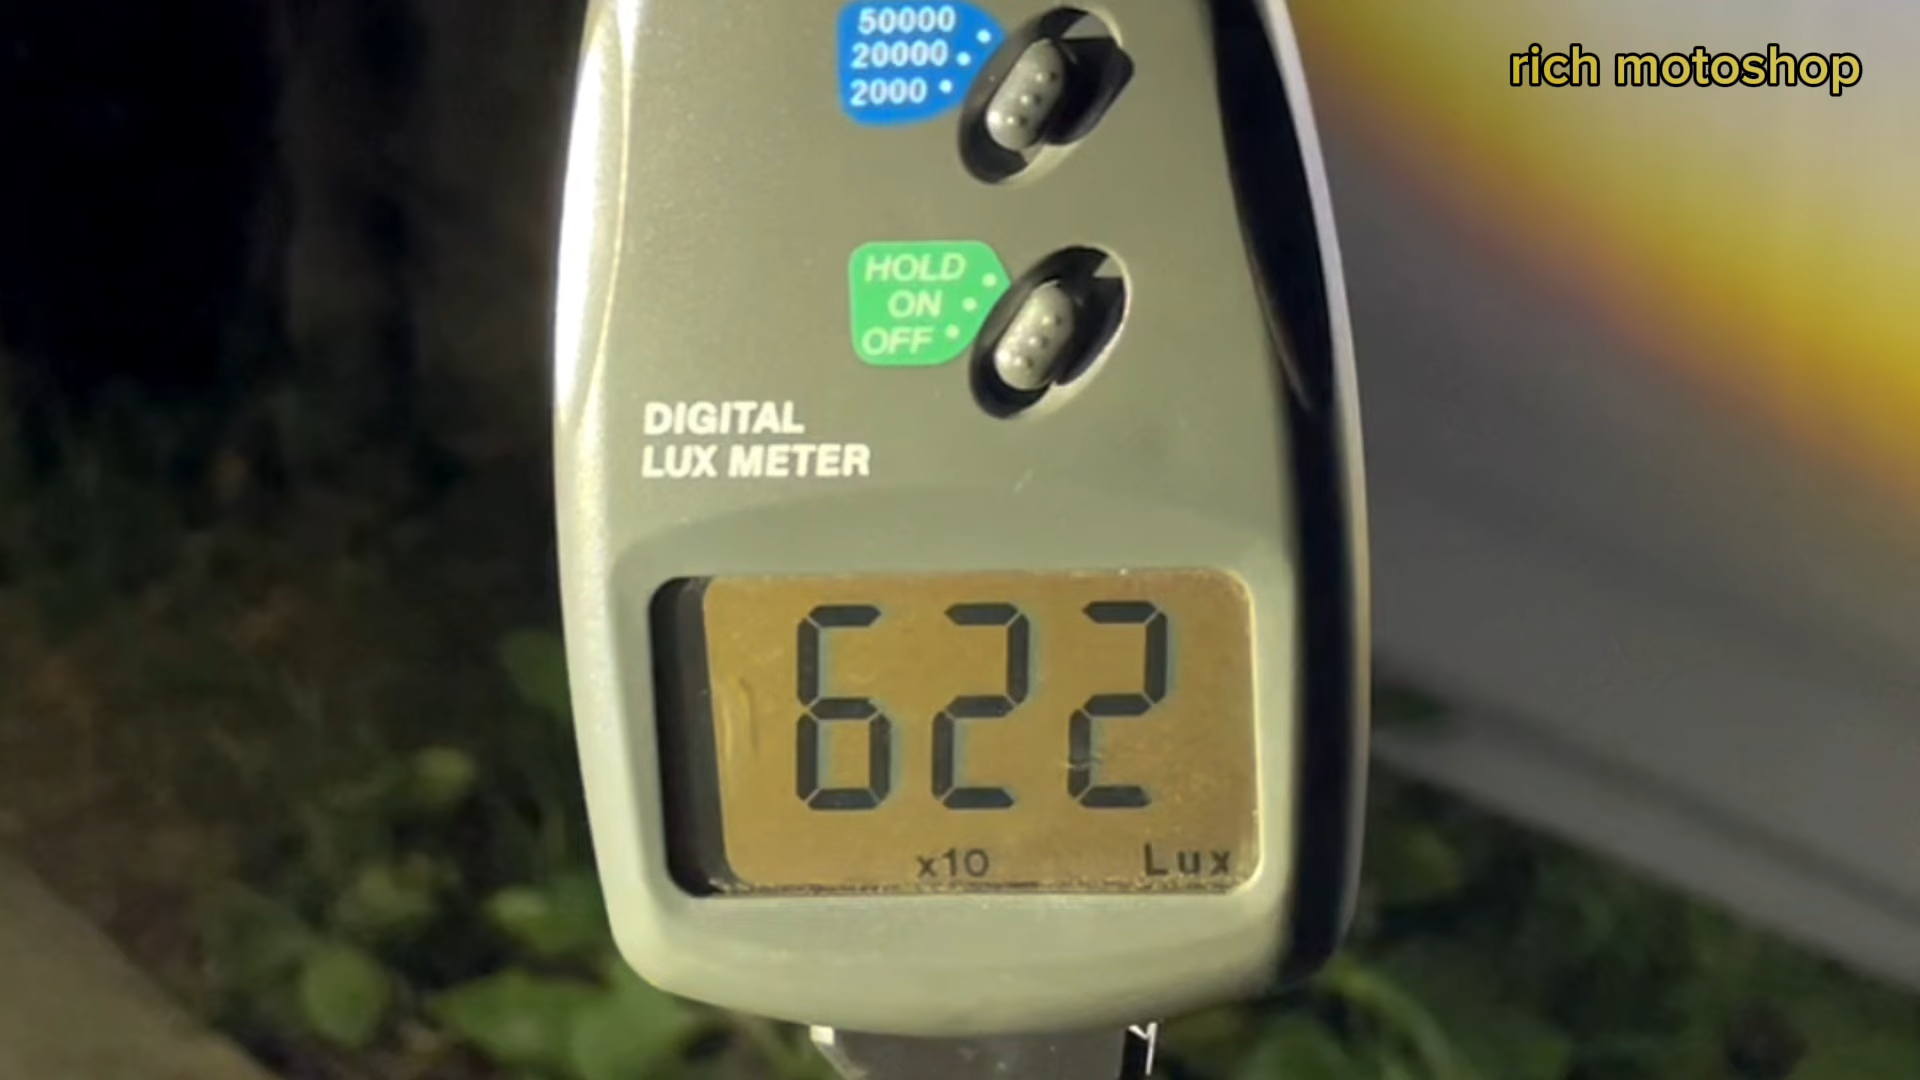 rich motoshop
50000
20000
2000
HOLD
ON
OFF
DIGITAL
LUX METER
622
x10 Lux